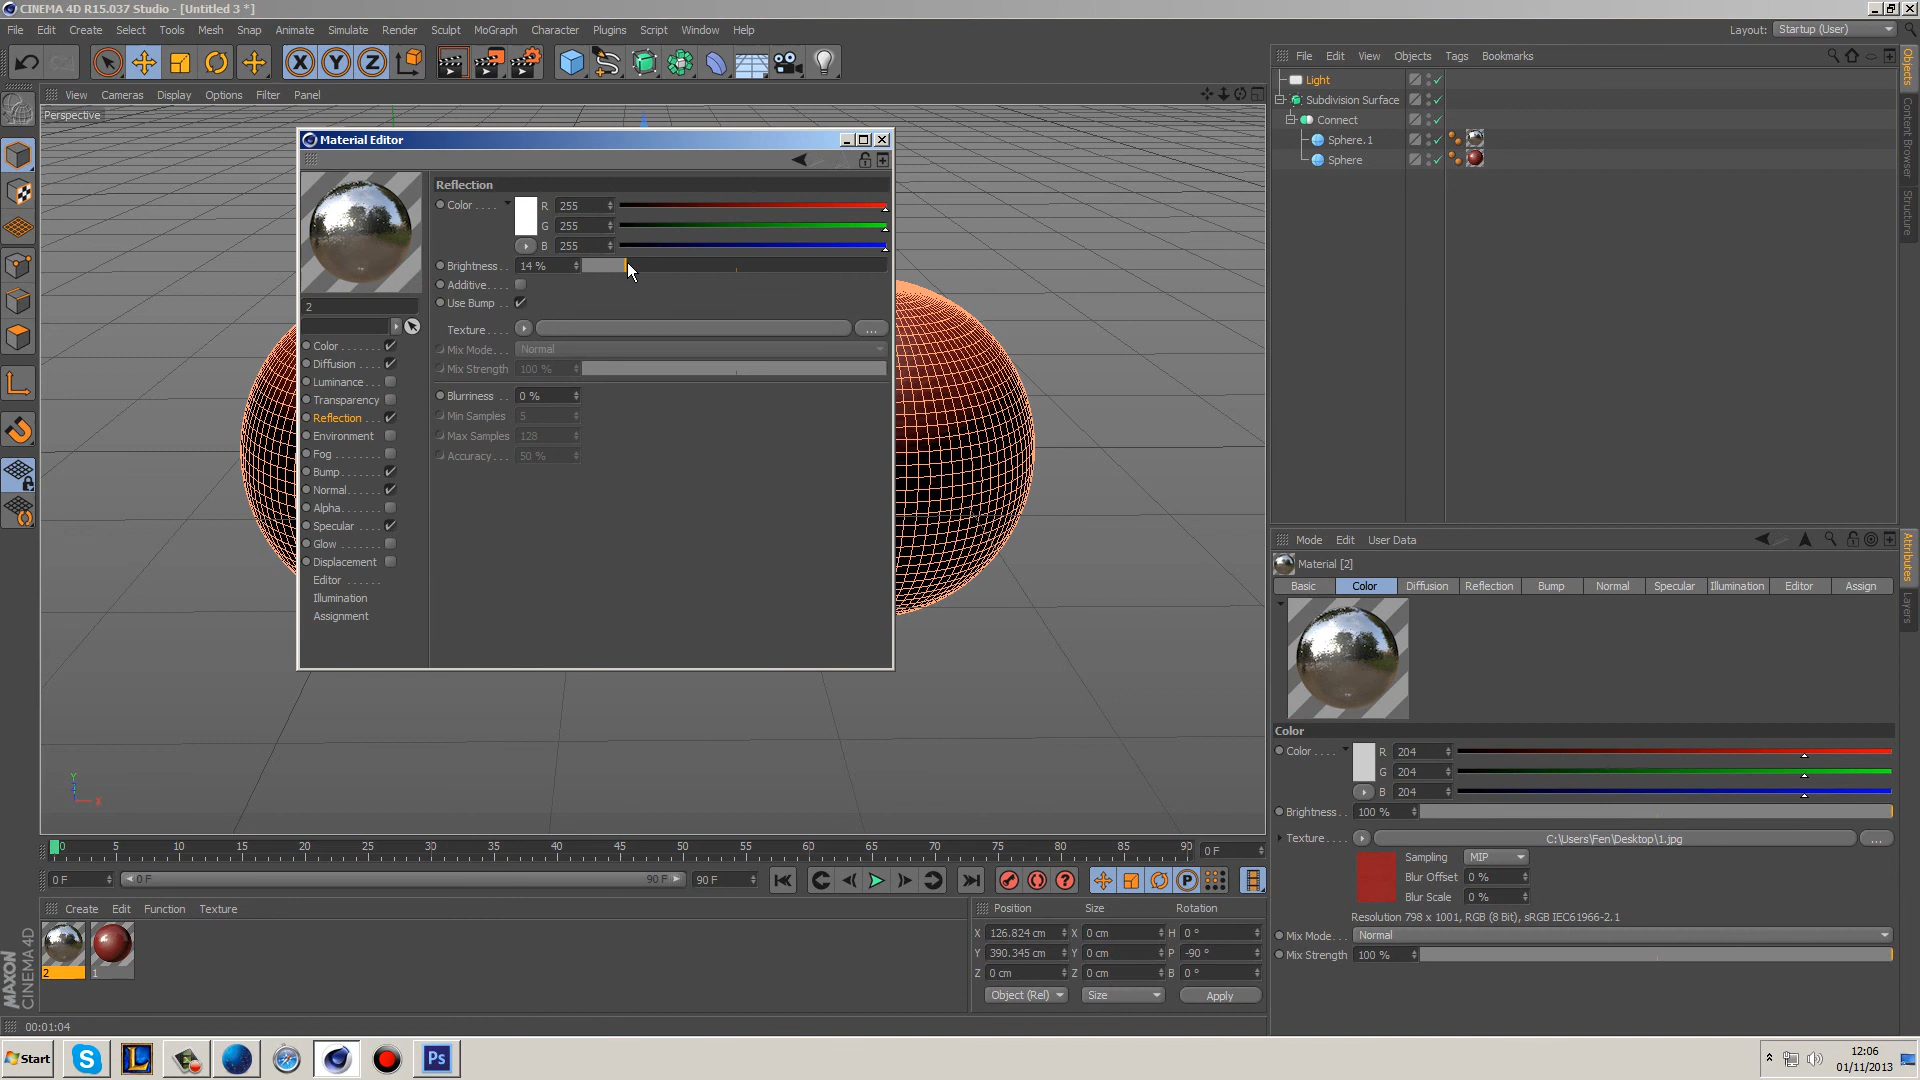 CINEMA 4D R15.037 Studio - [Untitled 3 *]
File Edit Create Select Tools Mesh Snap Animate Simulate Render Sculpt MoGraph Character Plugins Script Window Help
Layout: Startup (User)
File Edit View Objects Tags Bookmarks
View Cameras Display Options Filter Panel
Perspective
Light
Subdivision Surface
Connect
Sphere.1
Sphere
Objects
Content Browser
Structure
Material Editor
Reflection
Color . . . .
R 255
G 255
B 255
Brightness . . 14 %
Additive. . . .
Use Bump . .
Texture . . . . ...
Mix Mode. . . Normal
Mix Strength 100 %
Blurriness . . 0 %
Min Samples 5
Max Samples 128
Accuracy. . . 50 %
2
Color . . . . . . .
Diffusion . . . .
Luminance . .
Transparency
Reflection . . .
Environment
Fog . . . . . . . .
Bump. . . . . . .
Normal. . . . . .
Alpha. . . . . . .
Specular . . . .
Glow . . . . . . .
Displacement
Editor . . . . . .
Illumination
Assignment
Mode Edit User Data
Material [2]
Basic Color Diffusion Reflection Bump Normal Specular Illumination Editor Assign
Attributes
Layers
Color
Color . . . .
R 204
G 204
B 204
Brightness . . 100 %
Texture . . . . C:\Users\Fen\Desktop\1.jpg ...
Sampling MIP
Blur Offset 0 %
Blur Scale 0 %
Resolution 798 x 1001, RGB (8 Bit), sRGB IEC61966-2.1
Mix Mode. . . Normal
Mix Strength 100 %
Y
X
0 5 10 15 20 25 30 35 40 45 50 55 60 65 70 75 80 85 90 0 F
0 F 0 F 90 F 90 F
Create Edit Function Texture
2 1
MAXON
CINEMA 4D
Position Size Rotation
X 126.824 cm X 0 cm H 0 °
Y 390.345 cm Y 0 cm P -90 °
Z 0 cm Z 0 cm B 0 °
Object (Rel) Size Apply
00:01:04
Start
S
L
Ps
12:06
01/11/2013